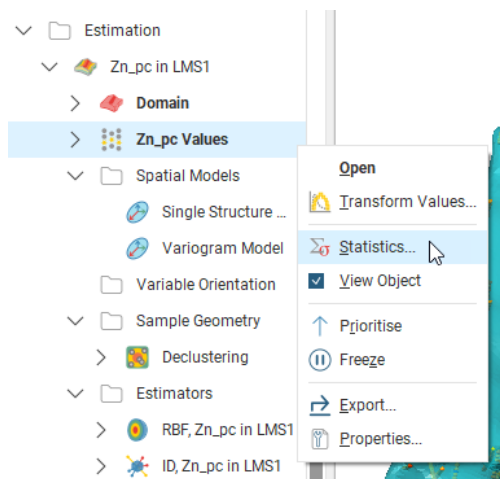 Estimation
Zn_pc in LMS1
Domain
Zn_pc Values
Spatial Models
Single Structure ...
Variogram Model
Variable Orientation
Sample Geometry
Declustering
Estimators
RBF, Zn_pc in LMS1
ID, Zn_pc in LMS1
Open
Transform Values...
Σσ Statistics...
View Object
Prioritise
Freeze
Export...
Properties...